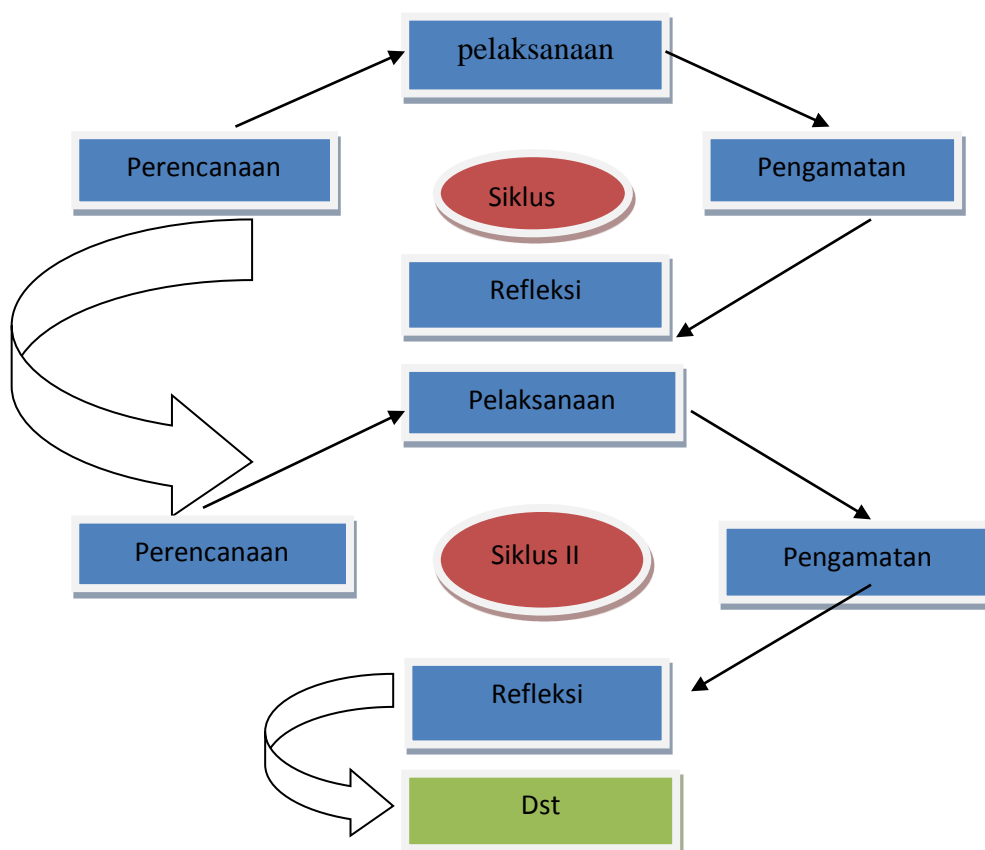 pelaksanaan
Perencanaan
Pengamatan
Siklus
Refleksi
Pelaksanaan
Perencanaan
Siklus II
Pengamatan
Refleksi
Dst